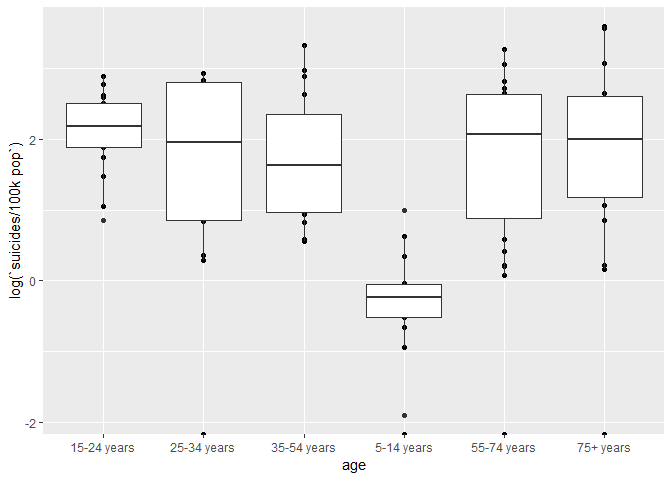 log(`suicides/100k pop`)
2
0
-2
15-24 years 25-34 years 35-54 years 5-14 years 55-74 years 75+ years
age